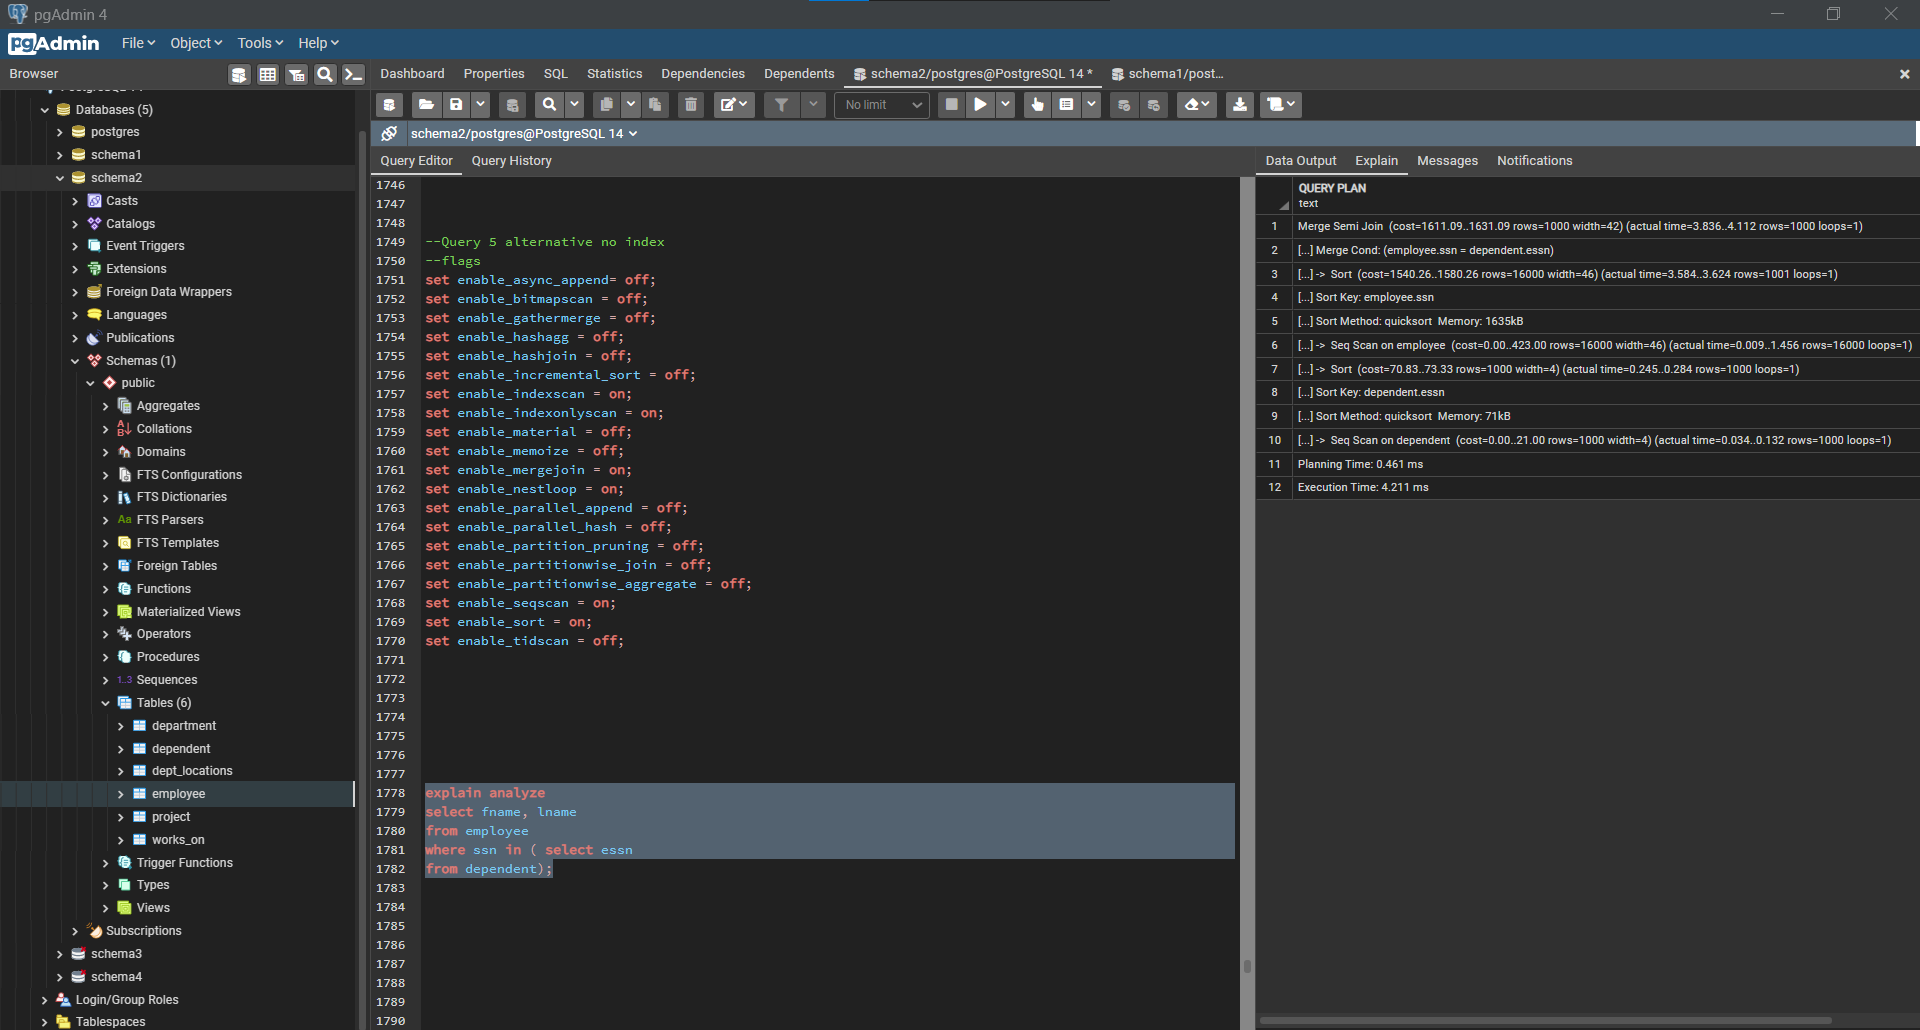 pgAdmin 4
pgAdmin File Object Tools Help
Browser
Dashboard Properties SQL Statistics Dependencies Dependents schema2/postgres@PostgreSQL 14 * schema1/post...
No limit
schema2/postgres@PostgreSQL 14
Query Editor Query History
Data Output Explain Messages Notifications
Databases (5)
postgres
schema1
schema2
Casts
Catalogs
Event Triggers
Extensions
Foreign Data Wrappers
Languages
Publications
Schemas (1)
public
Aggregates
Collations
Domains
FTS Configurations
FTS Dictionaries
Aa FTS Parsers
FTS Templates
Foreign Tables
Functions
Materialized Views
Operators
Procedures
1..3 Sequences
Tables (6)
department
dependent
dept_locations
employee
project
works_on
Trigger Functions
Types
Views
Subscriptions
schema3
schema4
Login/Group Roles
Tablespaces
1746
1747
1748
1749 --Query 5 alternative no index
1750 --flags
1751 set enable_async_append= off;
1752 set enable_bitmapscan = off;
1753 set enable_gathermerge = off;
1754 set enable_hashagg = off;
1755 set enable_hashjoin = off;
1756 set enable_incremental_sort = off;
1757 set enable_indexscan = on;
1758 set enable_indexonlyscan = on;
1759 set enable_material = off;
1760 set enable_memoize = off;
1761 set enable_mergejoin = on;
1762 set enable_nestloop = on;
1763 set enable_parallel_append = off;
1764 set enable_parallel_hash = off;
1765 set enable_partition_pruning = off;
1766 set enable_partitionwise_join = off;
1767 set enable_partitionwise_aggregate = off;
1768 set enable_seqscan = on;
1769 set enable_sort = on;
1770 set enable_tidscan = off;
1771
1772
1773
1774
1775
1776
1777
1778 explain analyze
1779 select fname, lname
1780 from employee
1781 where ssn in ( select essn
1782 from dependent);
1783
1784
1785
1786
1787
1788
1789
1790
QUERY PLAN
text
1 Merge Semi Join (cost=1611.09..1631.09 rows=1000 width=42) (actual time=3.836..4.112 rows=1000 loops=1)
2 [...] Merge Cond: (employee.ssn = dependent.essn)
3 [...] -> Sort (cost=1540.26..1580.26 rows=16000 width=46) (actual time=3.584..3.624 rows=1001 loops=1)
4 [...] Sort Key: employee.ssn
5 [...] Sort Method: quicksort Memory: 1635kB
6 [...] -> Seq Scan on employee (cost=0.00..423.00 rows=16000 width=46) (actual time=0.009..1.456 rows=16000 loops=1)
7 [...] -> Sort (cost=70.83..73.33 rows=1000 width=4) (actual time=0.245..0.284 rows=1000 loops=1)
8 [...] Sort Key: dependent.essn
9 [...] Sort Method: quicksort Memory: 71kB
10 [...] -> Seq Scan on dependent (cost=0.00..21.00 rows=1000 width=4) (actual time=0.034..0.132 rows=1000 loops=1)
11 Planning Time: 0.461 ms
12 Execution Time: 4.211 ms